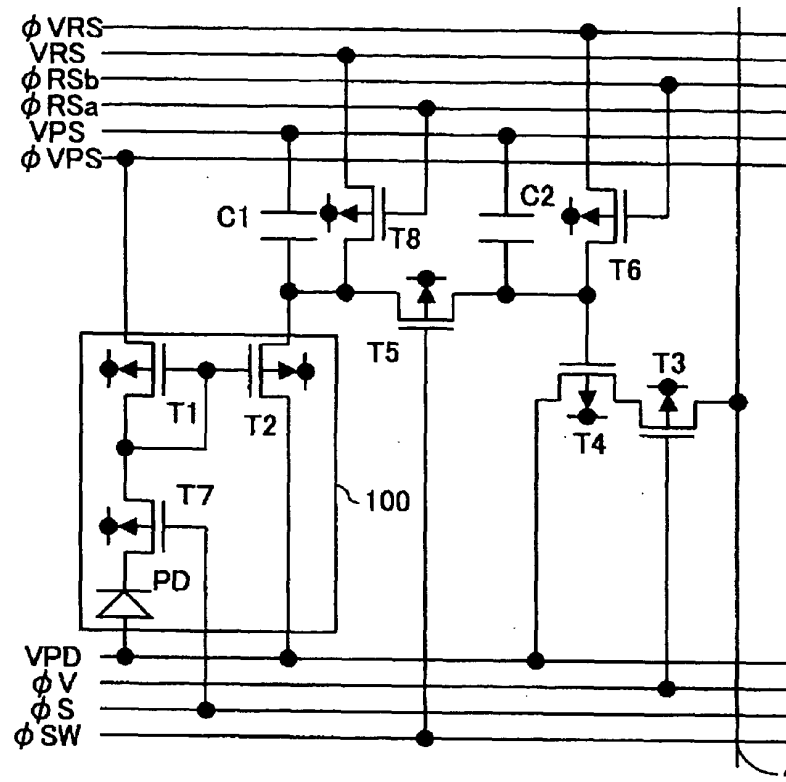 φVRS
VRS
φRSb
φRSa
VPS
φVPS
C1
T8
C2
T6
T5
T3
T1
T2
T4
T7
100
PD
VPD
φV
φS
φSW